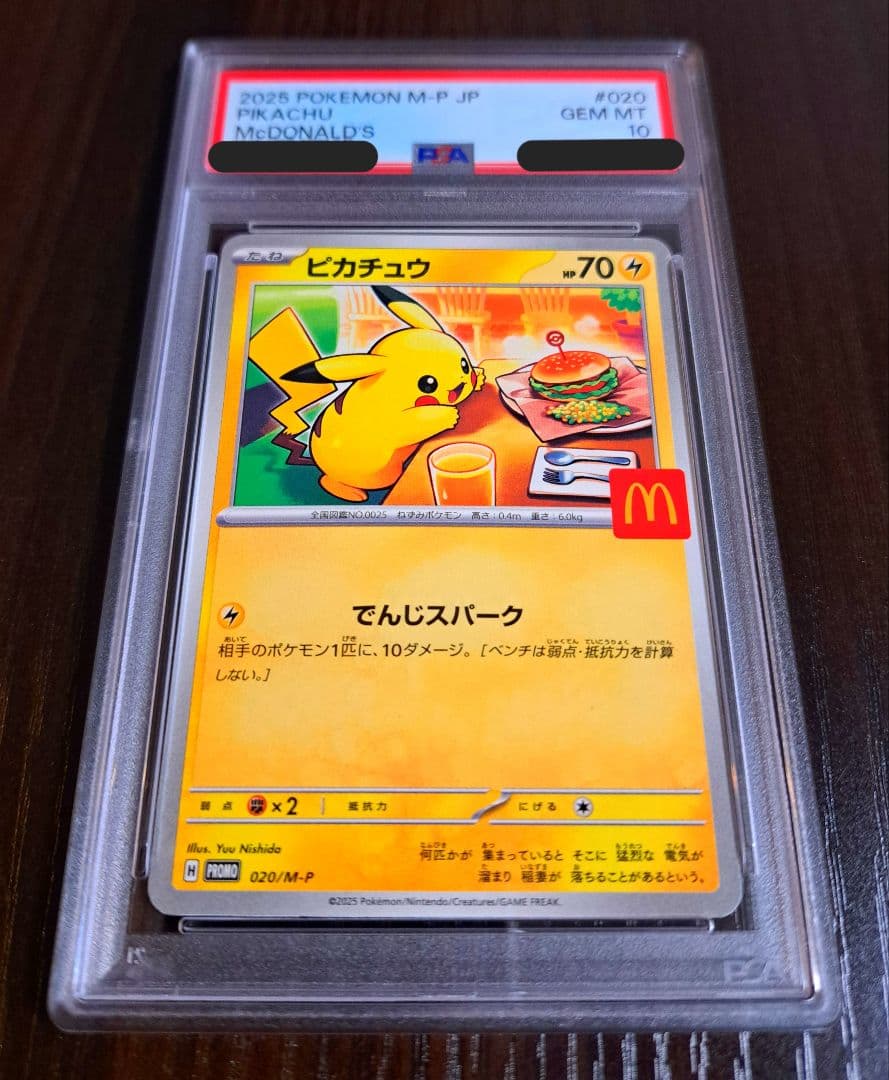 2025 POKEMON M-P JP #020
PIKACHU GEM MT
McDONALD'S 10
PSA
たね ピカチュウ HP70
全国図鑑NO.0025 ねずみポケモン 高さ:0.4m 重さ:6.0kg
でんじスパーク
相手のポケモン1匹に、10ダメージ。[ベンチは弱点・抵抗力を計算
しない。]
弱点 ×2 抵抗力 にげる
Illus. Yuu Nishida
何匹かが 集まっていると そこに 猛烈な 電気が
溜まり 稲妻が 落ちることがあるという。
H PROMO 020/M-P
©2025 Pokémon/Nintendo/Creatures/GAME FREAK.
PSA